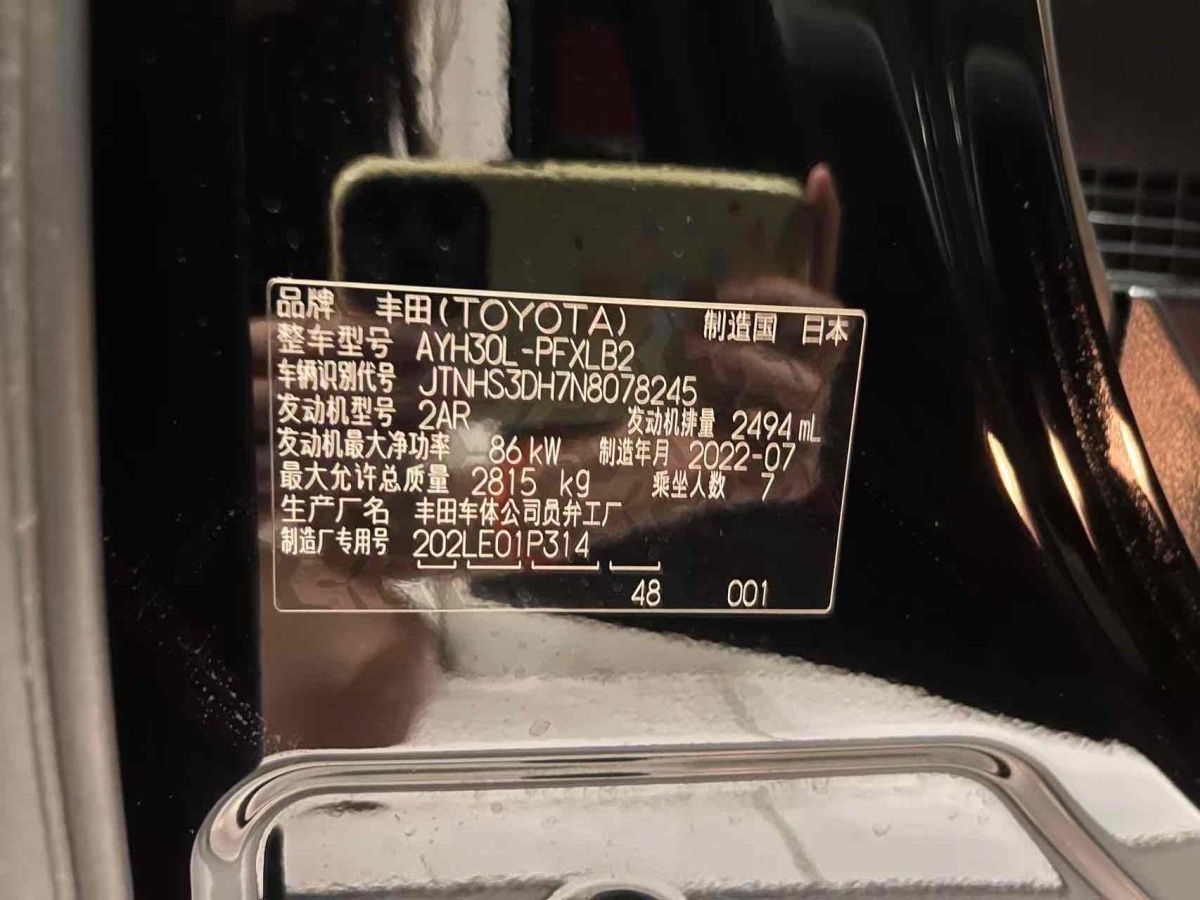 品牌 丰田(TOYOTA) 制造国 日本
整车型号 AYH30L-PFXLB2
车辆识别代号 JTNHS3DH7N8078245
发动机型号 2AR 发动机排量 2494 mL
发动机最大净功率 86 kW 制造年月 2022-07
最大允许总质量 2815 kg 乘坐人数 7
生产厂名 丰田车体公司员弁工厂
制造厂专用号 202LE01P314
48 001